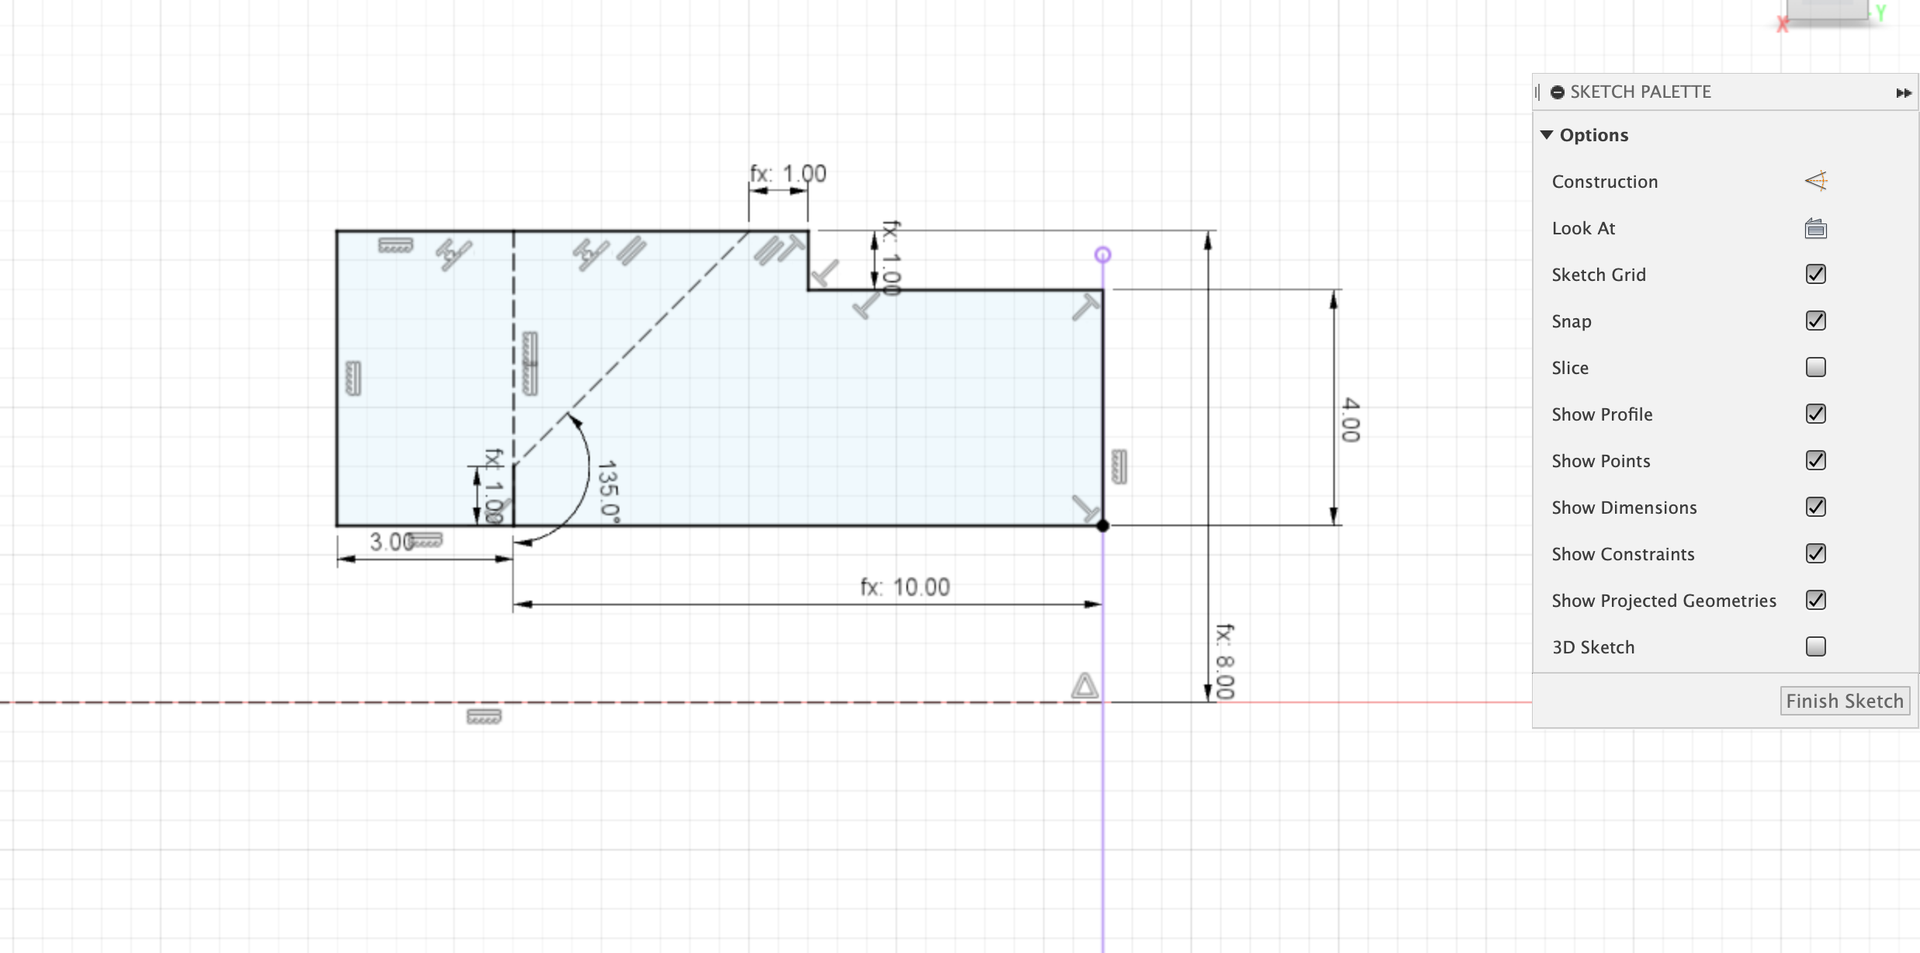 X
Y
SKETCH PALETTE
Options
Construction
Look At
Sketch Grid
Snap
Slice
Show Profile
Show Points
Show Dimensions
Show Constraints
Show Projected Geometries
3D Sketch
Finish Sketch
fx: 1.00
fx: 1.00
4.00
fx: 1.00
135.0°
3.00
fx: 10.00
fx: 8.00